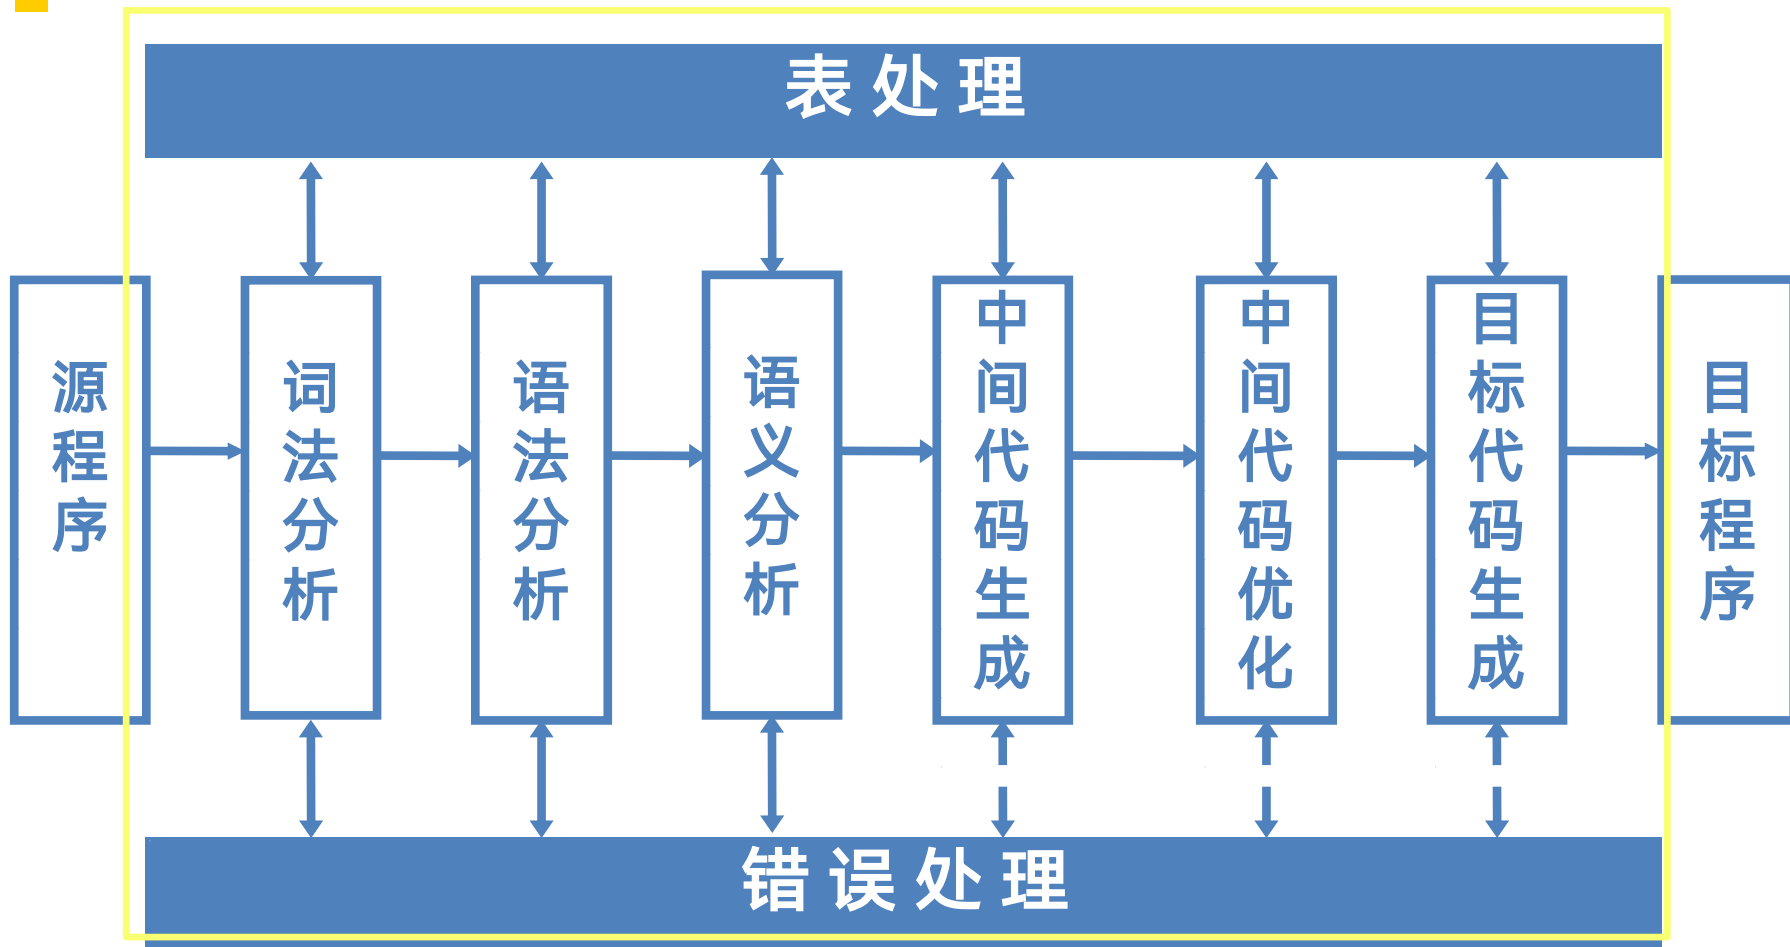 表处理
源程序
词法分析
语法分析
语义分析
中间代码生成
中间代码优化
目标代码生成
目标程序
错误处理